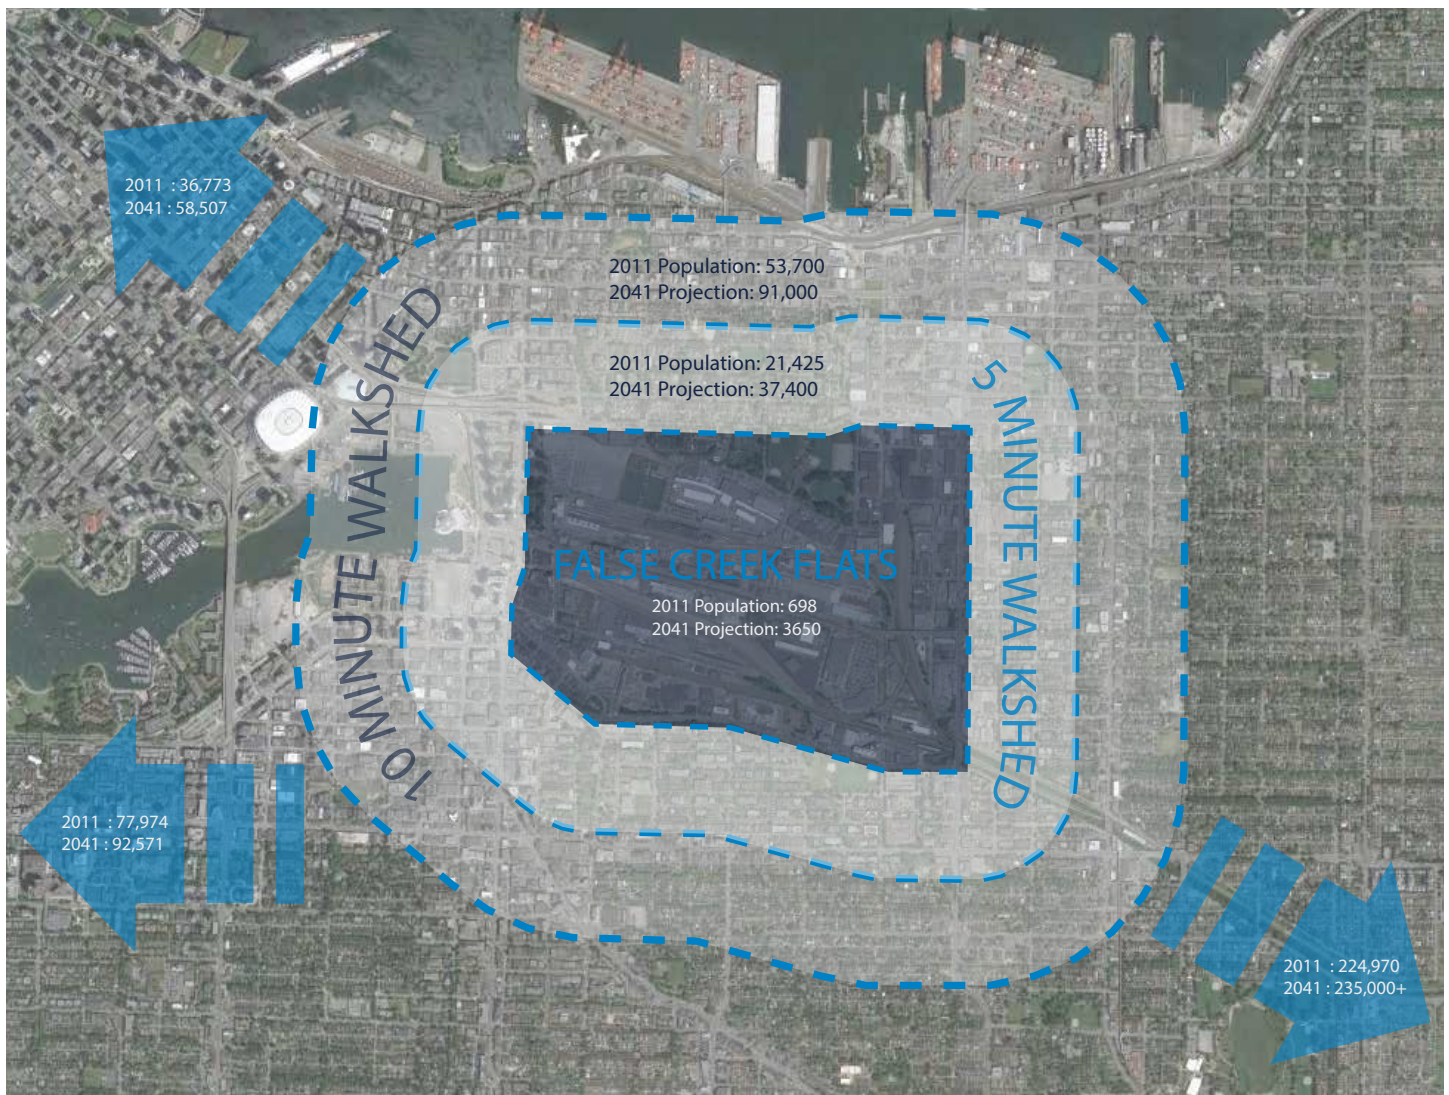 2011 : 36,773
2041 : 58,507
2011 Population: 53,700
2041 Projection: 91,000
10 MINUTE WALKSHED
2011 Population: 21,425
2041 Projection: 37,400
5 MINUTE WALKSHED
FALSE CREEK FLATS
2011 Population: 698
2041 Projection: 3650
2011 : 77,974
2041 : 92,571
2011 : 224,970
2041 : 235,000+